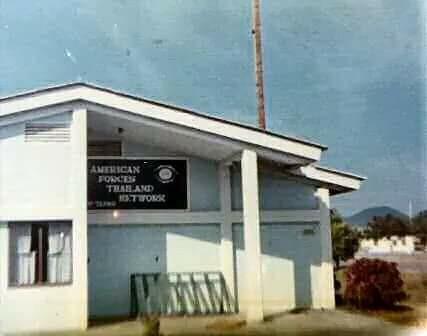 AMERICAN
FORCES
THAILAND
NETWORK